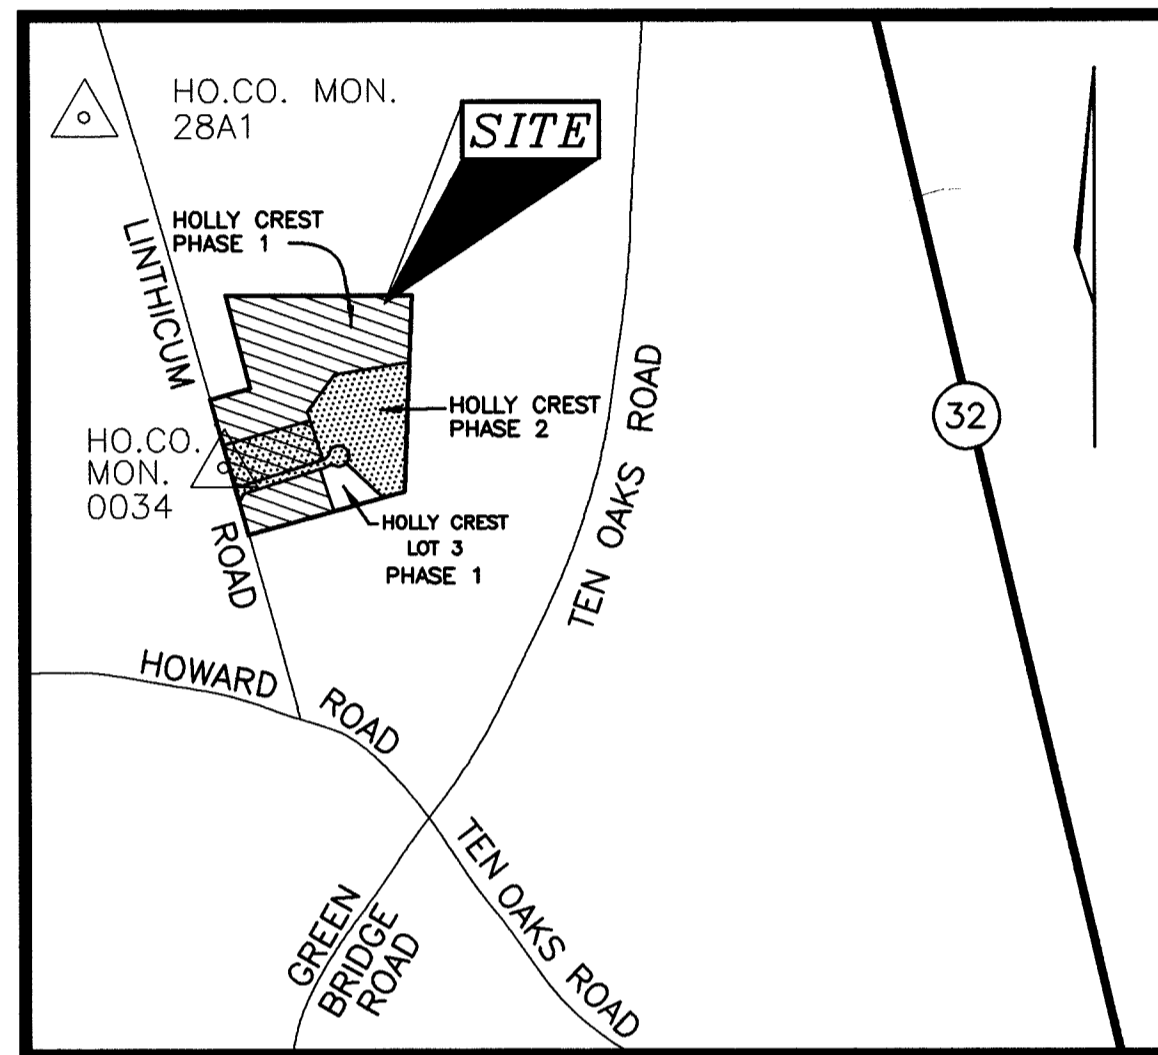 HO.CO. MON.
28A1
SITE
HOLLY CREST
PHASE 1
LINTHICUM
ROAD
HOLLY CREST
PHASE 2
HO.CO.
MON.
0034
HOLLY CREST
LOT 3
PHASE 1
TEN OAKS ROAD
32
HOWARD
ROAD
TEN OAKS ROAD
GREEN
BRIDGE
ROAD